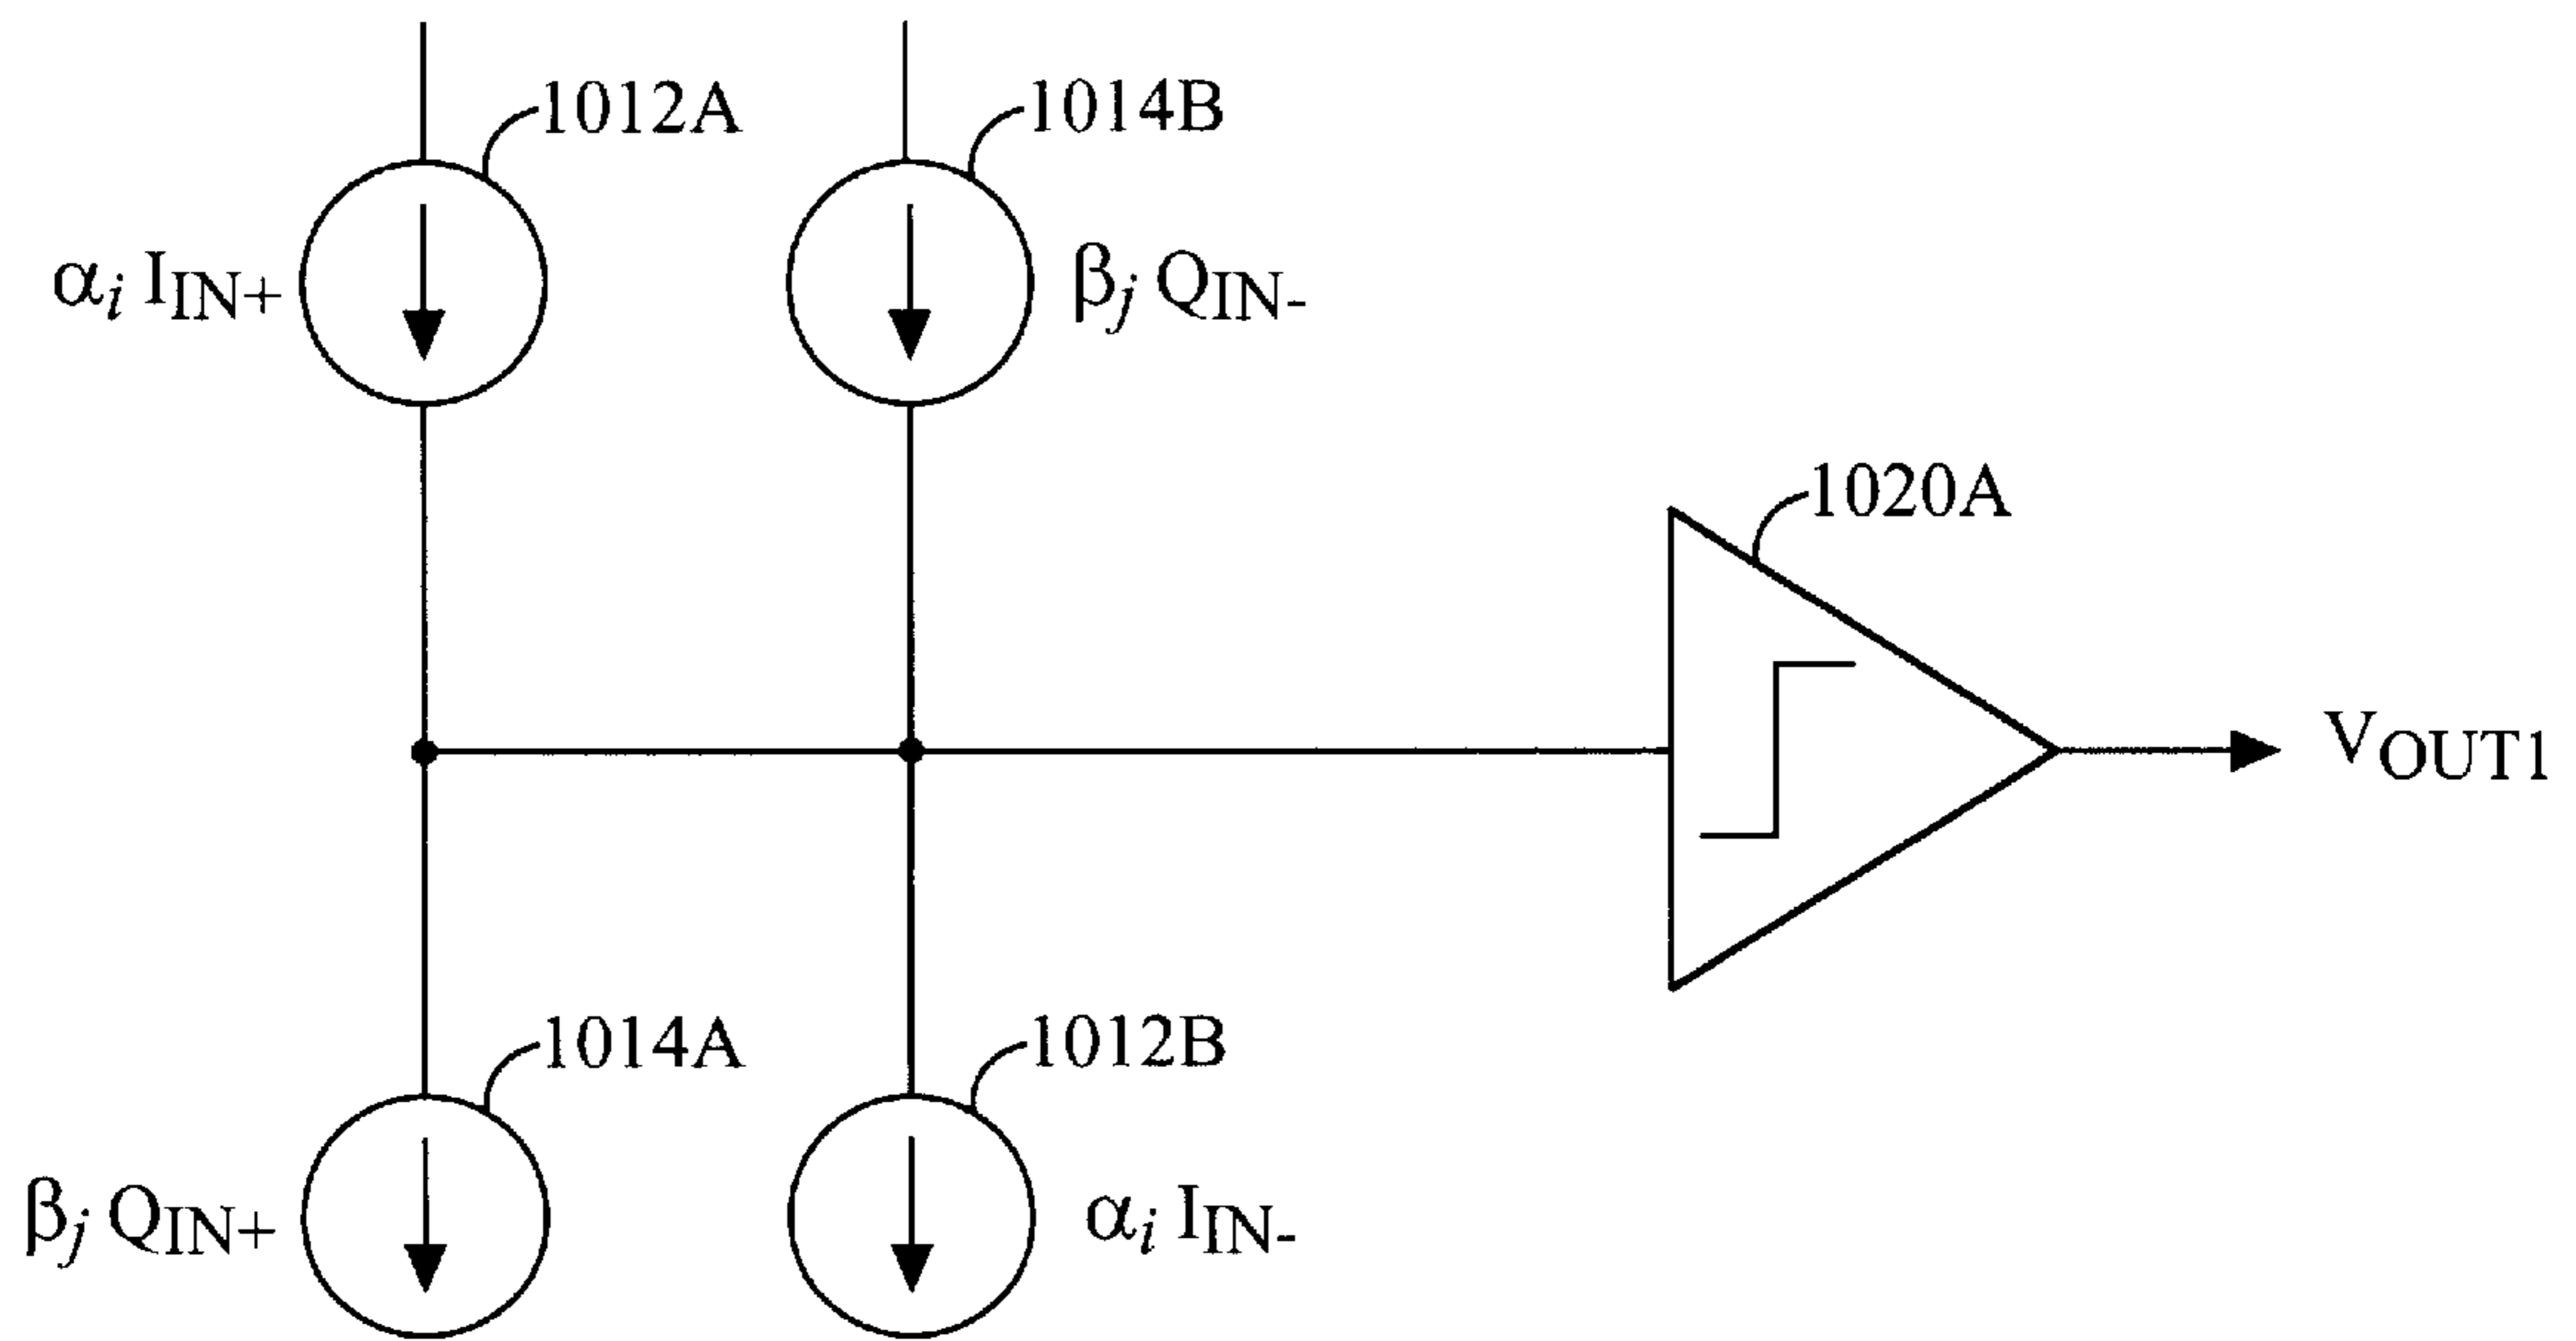 1012A
1014B
αi IIN+
βj QIN-
1020A
VOUT1
1014A
1012B
βj QIN+
αi IIN-